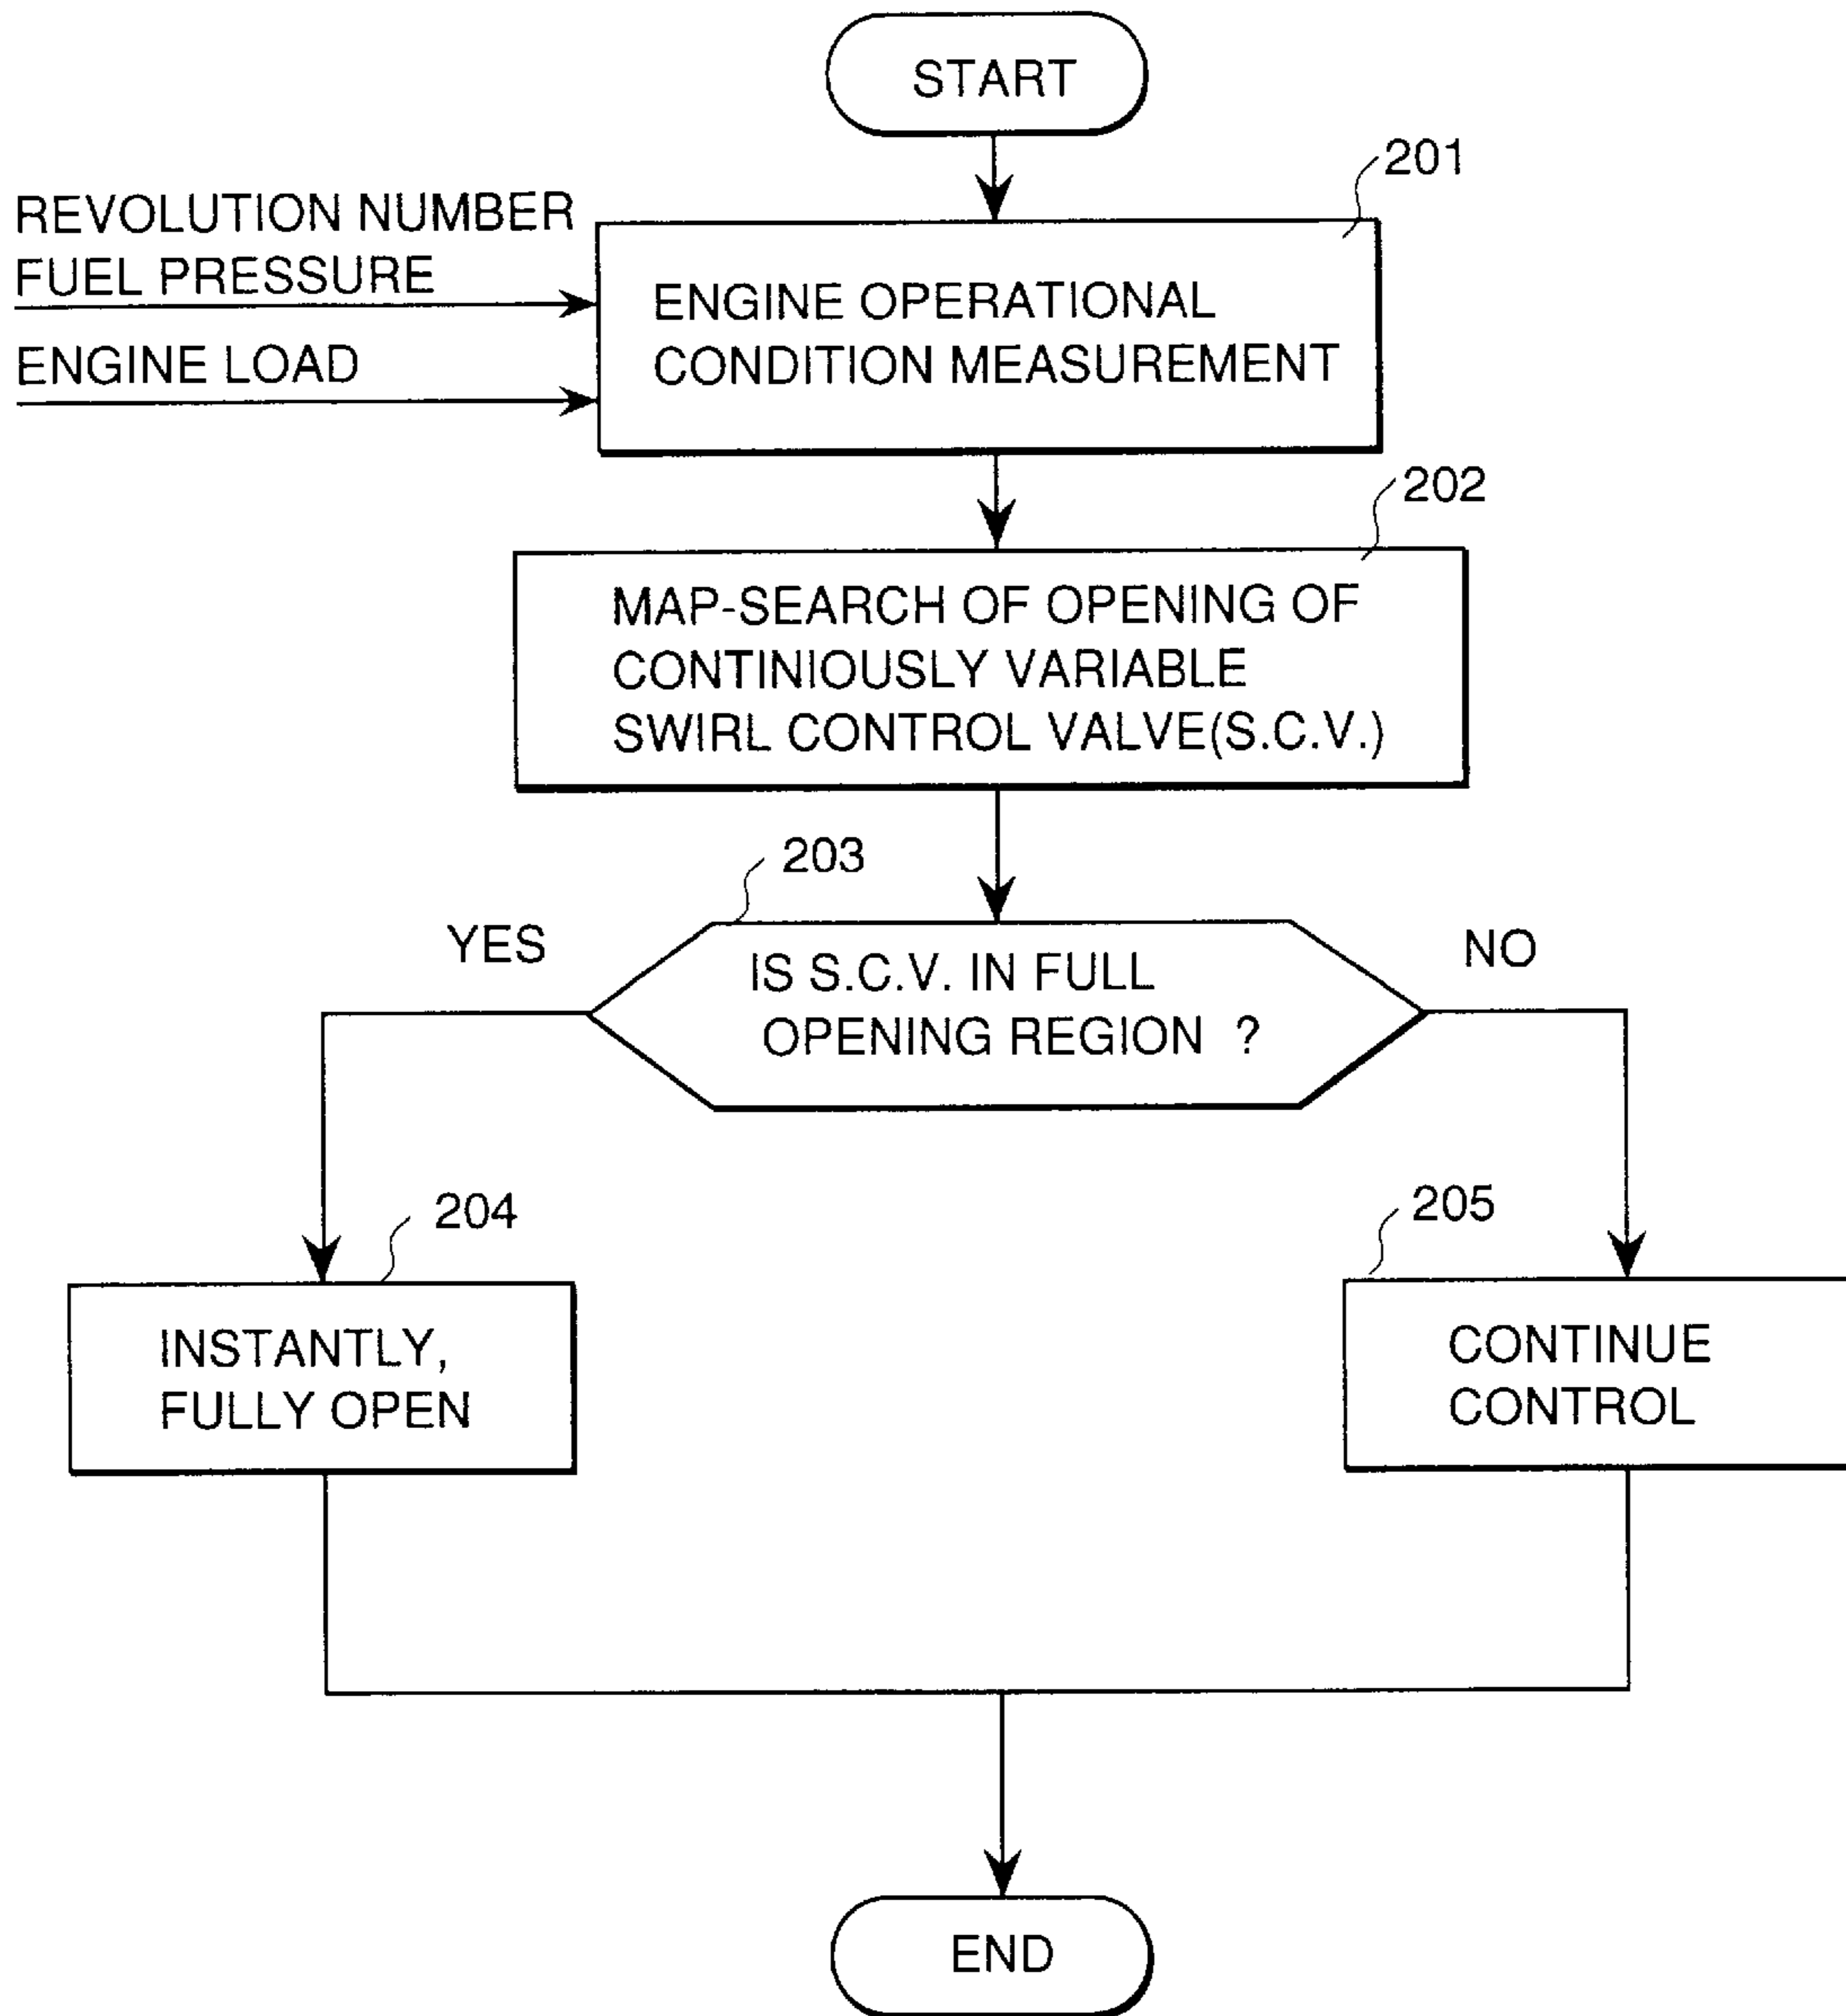 START
201
REVOLUTION NUMBER
FUEL PRESSURE
ENGINE LOAD
ENGINE OPERATIONAL
CONDITION MEASUREMENT
202
MAP-SEARCH OF OPENING OF
CONTINIOUSLY VARIABLE
SWIRL CONTROL VALVE(S.C.V.)
203
YES
NO
IS S.C.V. IN FULL
OPENING REGION ?
204
205
INSTANTLY,
FULLY OPEN
CONTINUE
CONTROL
END